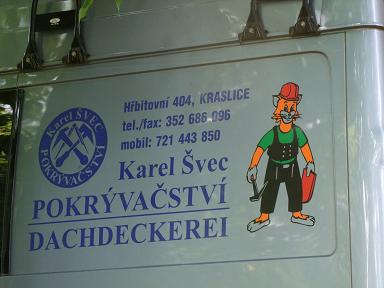 Karel ŠVEC
POKRÝVAČSTVÍ
Hřbitovní 404, KRASLICE
tel./fax: 352 686 096
mobil: 721 443 850
Karel Švec
POKRÝVAČSTVÍ
DACHDECKEREI